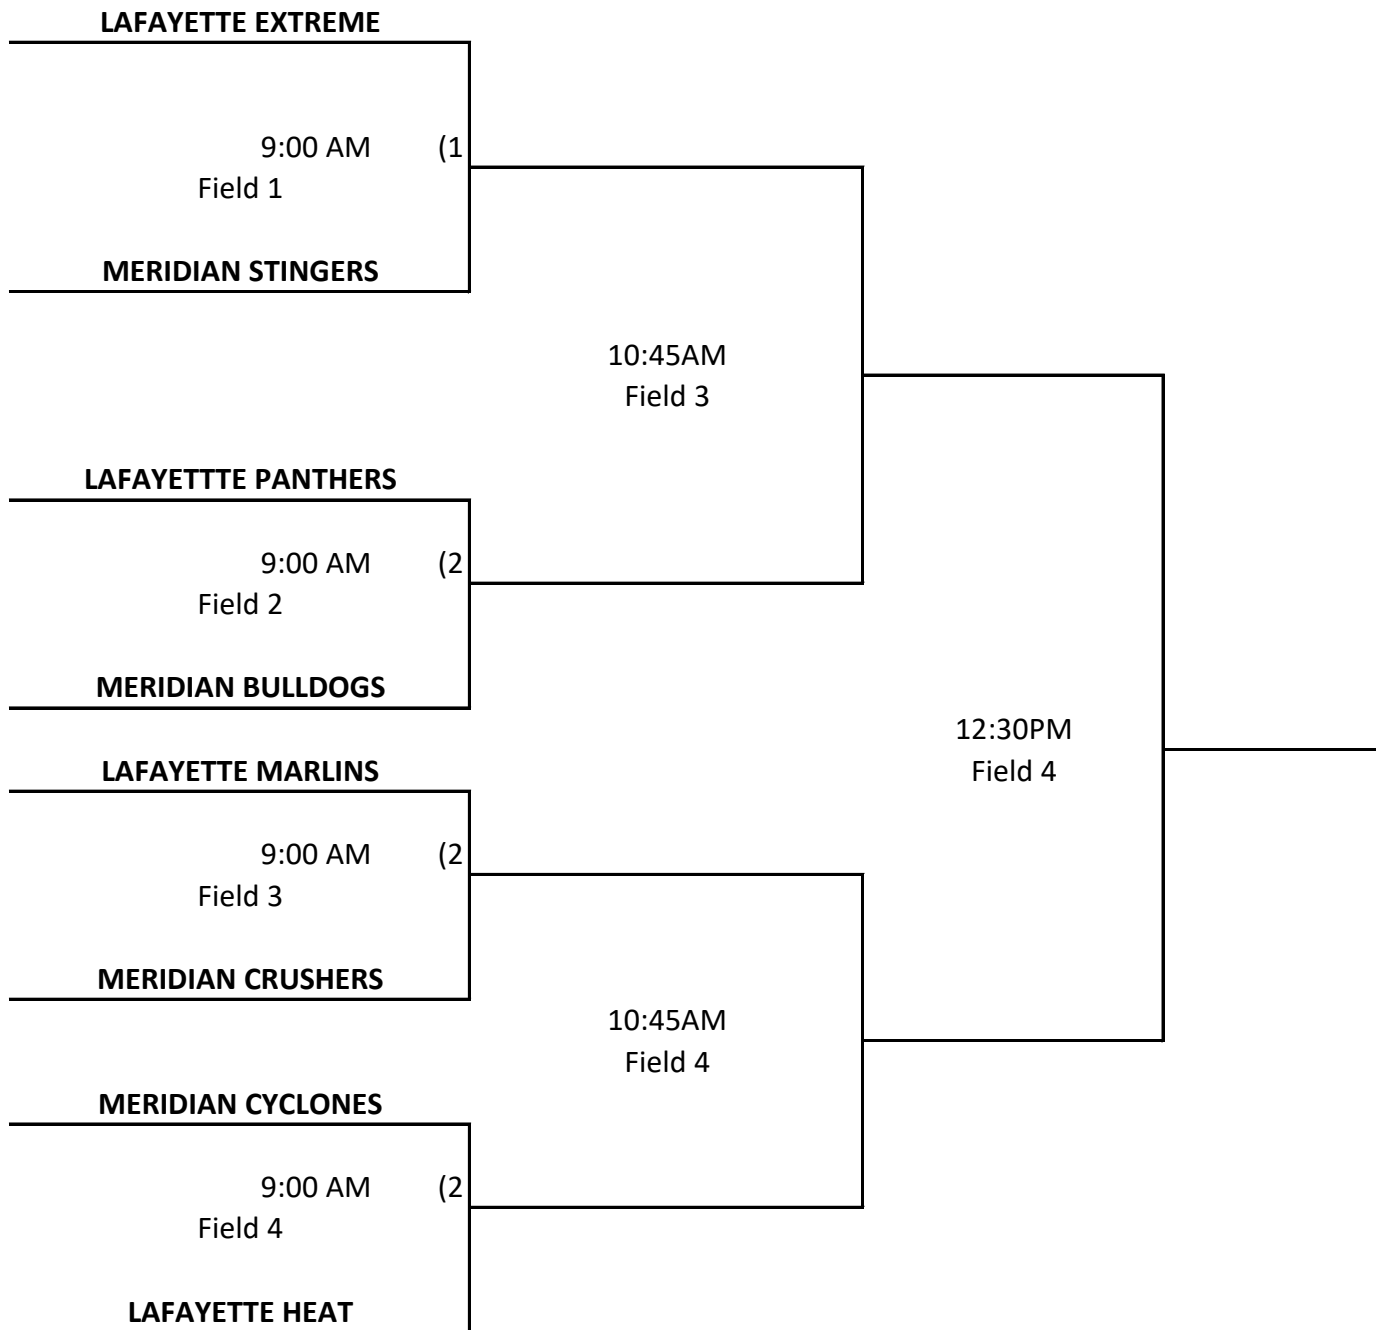 LAFAYETTE EXTREME
9:00 AM (1
Field 1
MERIDIAN STINGERS
10:45AM
Field 3
LAFAYETTTE PANTHERS
9:00 AM (2
Field 2
MERIDIAN BULLDOGS
12:30PM
Field 4
LAFAYETTE MARLINS
9:00 AM (2
Field 3
MERIDIAN CRUSHERS
10:45AM
Field 4
MERIDIAN CYCLONES
9:00 AM (2
Field 4
LAFAYETTE HEAT